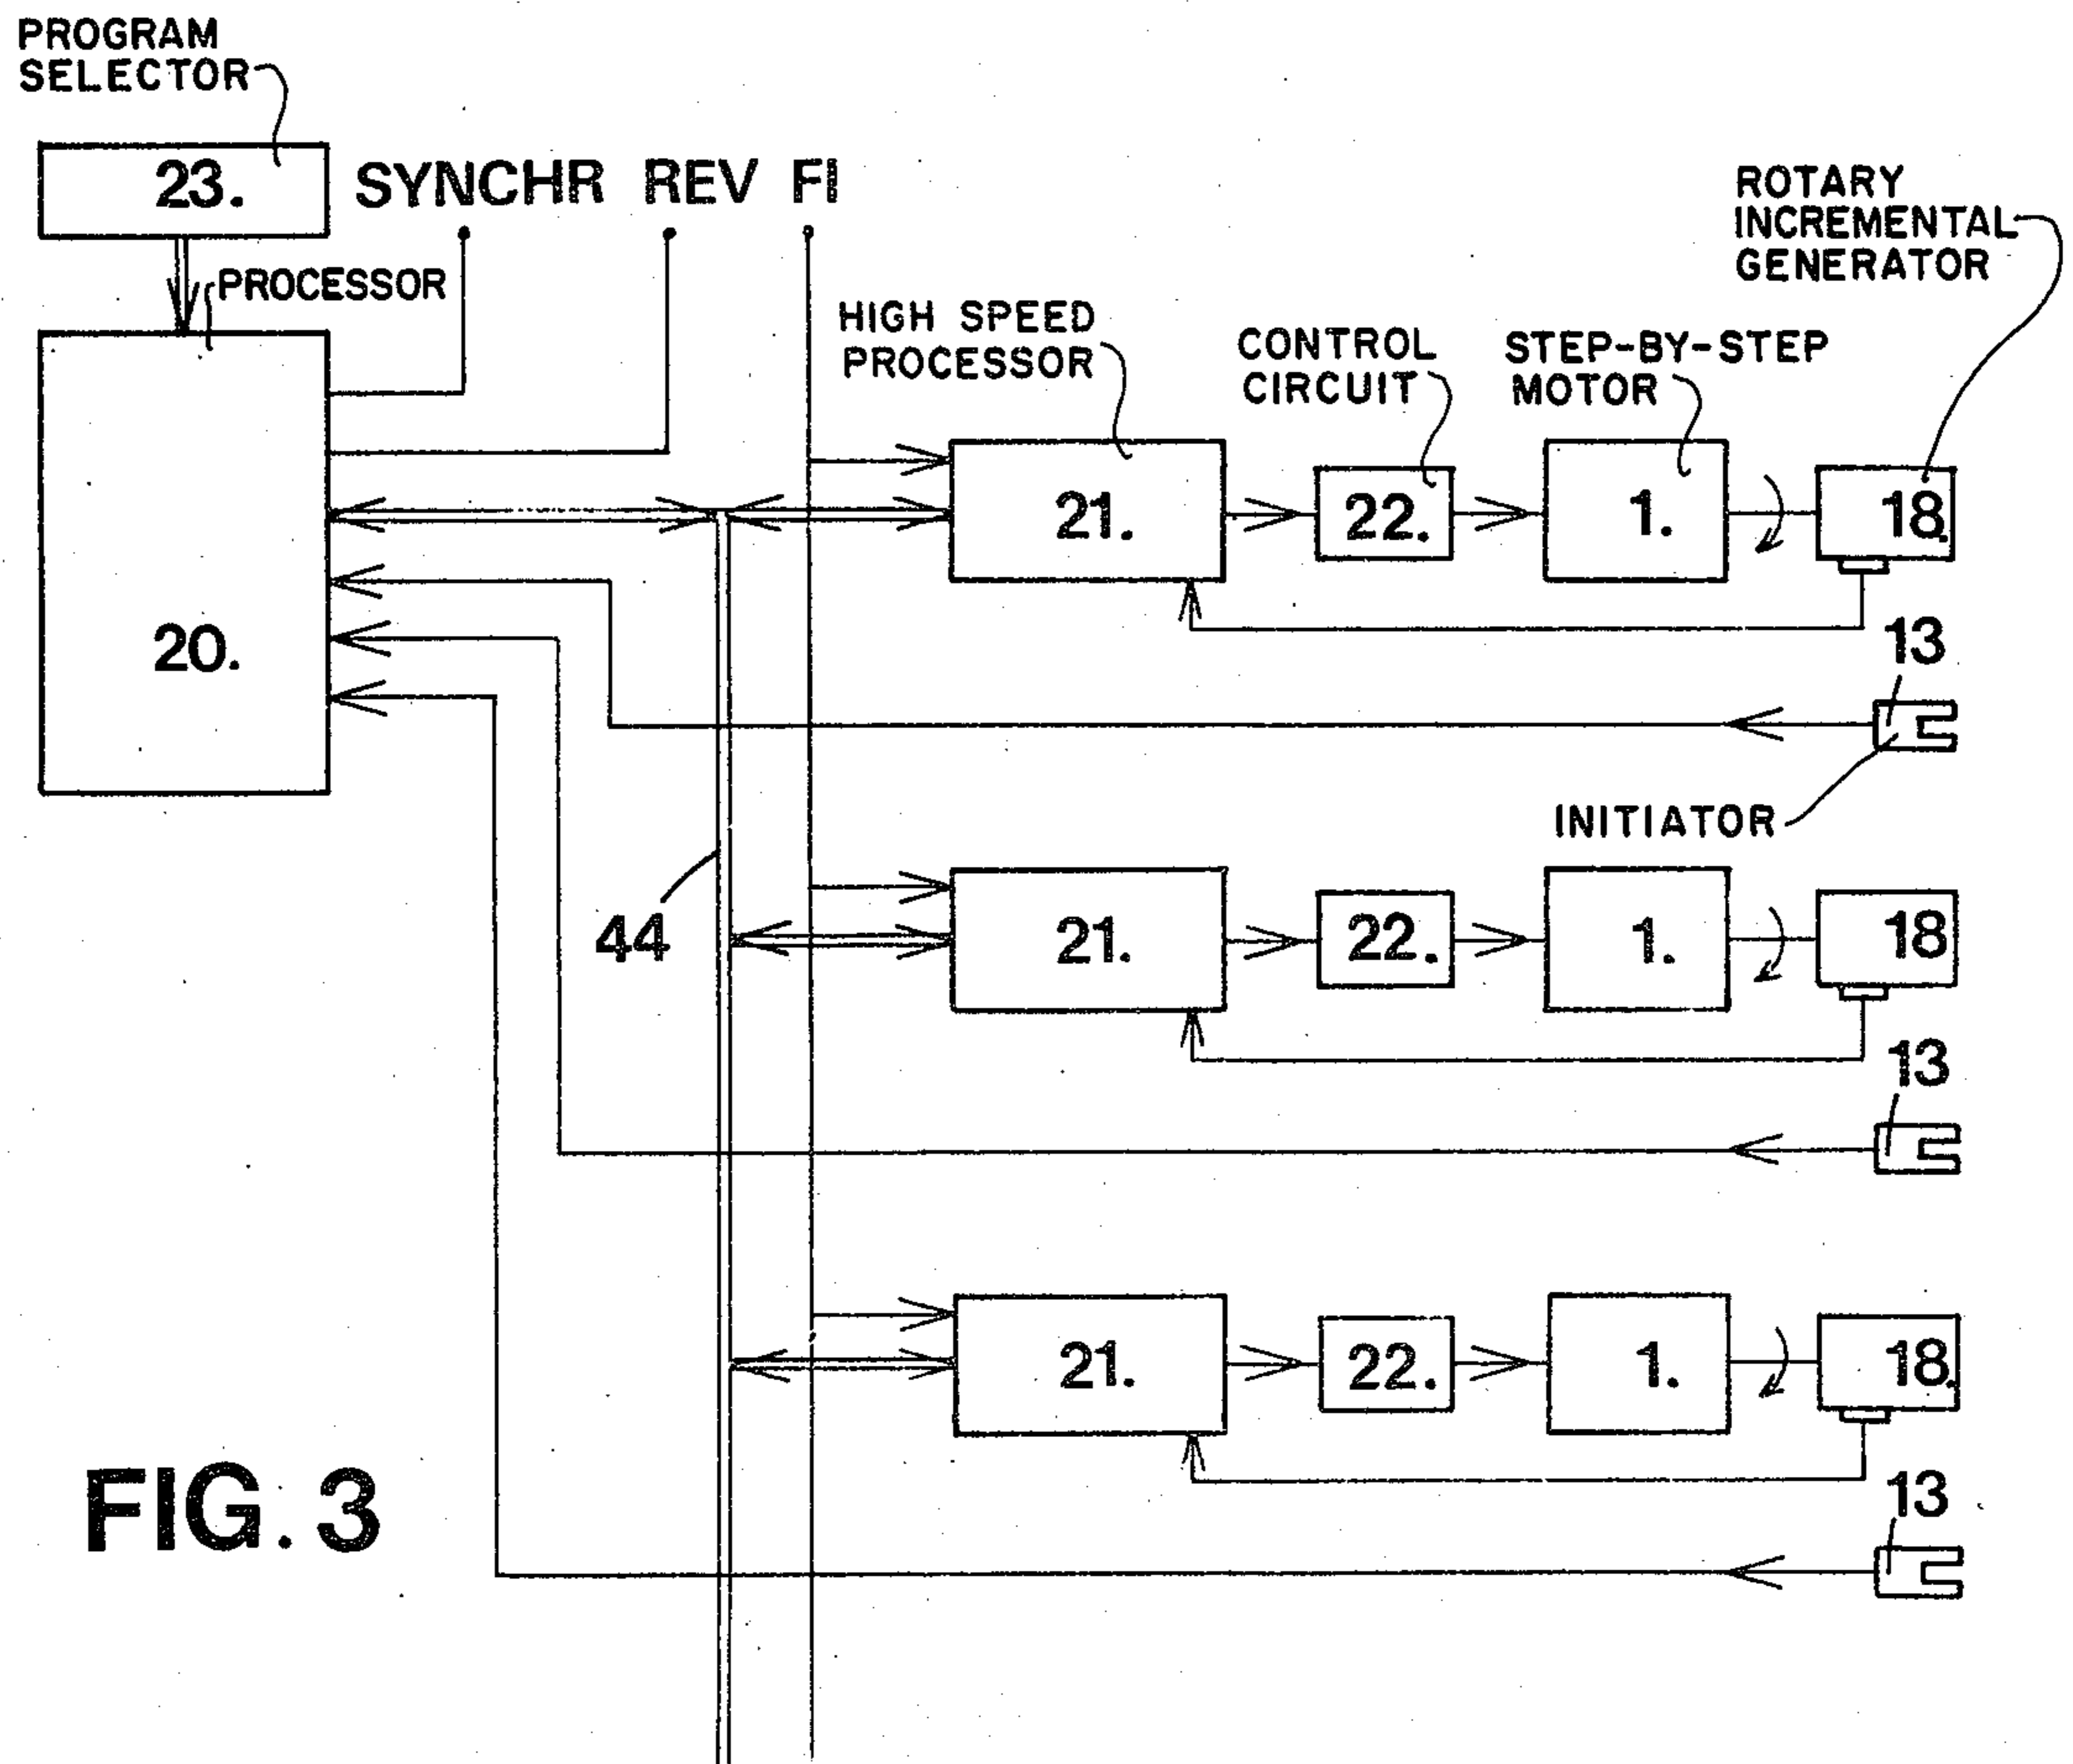 PROGRAM
SELECTOR
23.
SYNCHR REV FI
PROCESSOR
20.
ROTARY
INCREMENTAL
GENERATOR
HIGH SPEED
PROCESSOR
CONTROL
CIRCUIT
STEP-BY-STEP
MOTOR
21.
22.
1.
18.
13
INITIATOR
44
21.
22.
1.
18
13
21.
22.
1.
18.
13
FIG. 3